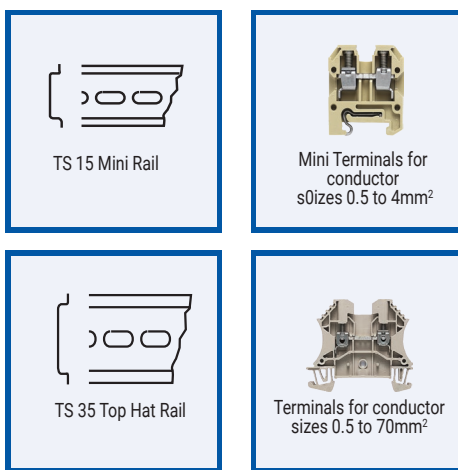 TS 15 Mini Rail
Mini Terminals for
conductor
s0izes 0.5 to 4mm²
TS 35 Top Hat Rail
Terminals for conductor
sizes 0.5 to 70mm²